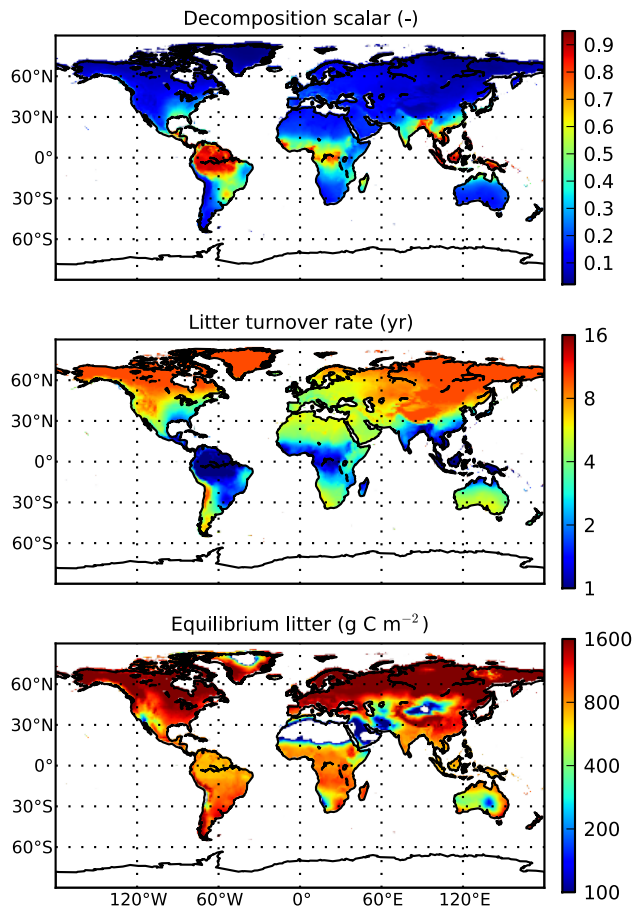 Decomposition scalar (-)
60°N
30°N
0°
30°S
60°S
0.9
0.8
0.7
0.6
0.5
0.4
0.3
0.2
0.1
Litter turnover rate (yr)
60°N
30°N
0°
30°S
60°S
16
8
4
2
1
Equilibrium litter (g C m⁻²)
60°N
30°N
0°
30°S
60°S
1600
800
400
200
100
120°W 60°W 0° 60°E 120°E